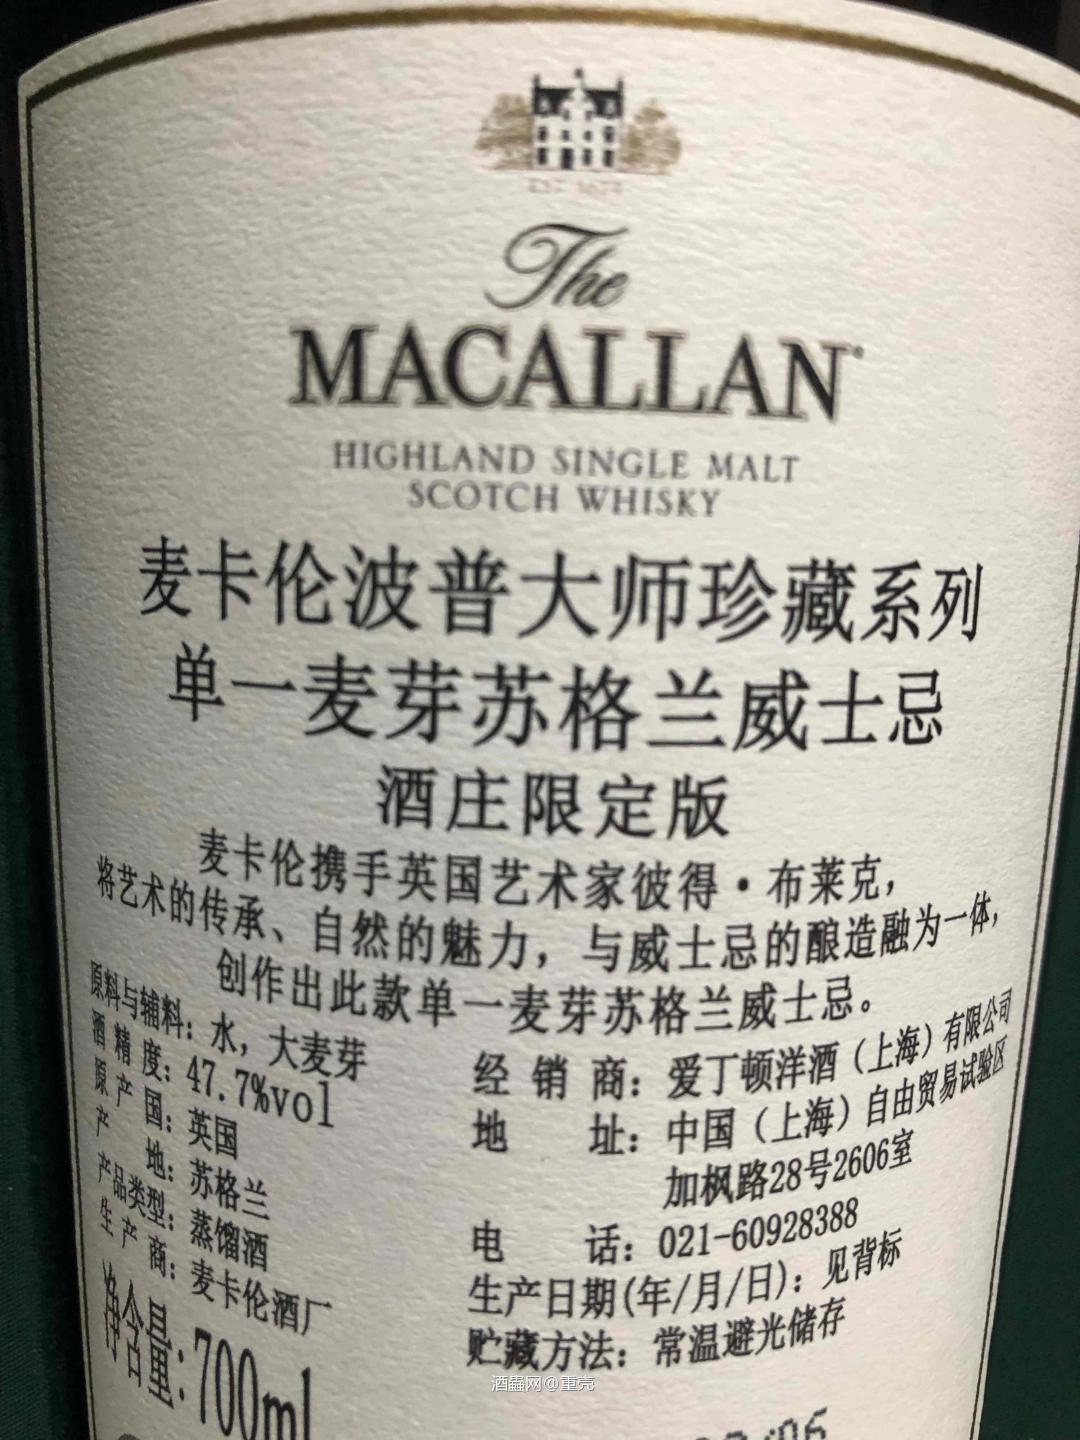 The
MACALLAN
HIGHLAND SINGLE MALT
SCOTCH WHISKY
麦卡伦波普大师珍藏系列
单一麦芽苏格兰威士忌
酒庄限定版
麦卡伦携手英国艺术家彼得·布莱克，
将艺术的传承、自然的魅力，与威士忌的酿造融为一体，
创作出此款单一麦芽苏格兰威士忌。
原料与辅料：水，大麦芽
酒精度：47.7%vol
原产国：英国
产地：苏格兰
产品类型：蒸馏酒
生产商：麦卡伦酒厂
净含量：700ml
经销商：爱丁顿洋酒（上海）有限公司
地址：中国（上海）自由贸易试验区
加枫路28号2606室
电话：021-60928388
生产日期(年/月/日)：见背标
贮藏方法：常温避光储存
酒蟲网@重壳